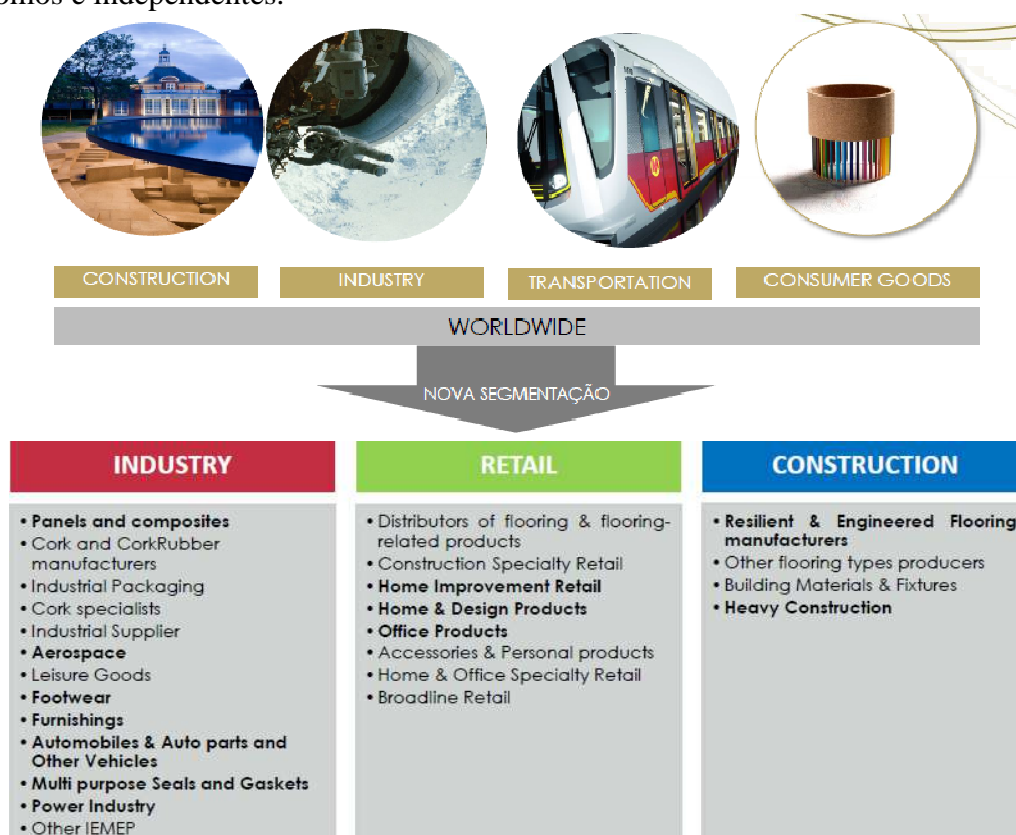 e independentes.
CONSTRUCTION
INDUSTRY
TRANSPORTATION
CONSUMER GOODS
WORLDWIDE
NOVA SEGMENTAÇÃO
INDUSTRY
• Panels and composites
• Cork and CorkRubber
manufacturers
• Industrial Packaging
• Cork specialists
• Industrial Supplier
• Aerospace
• Leisure Goods
• Footwear
• Furnishings
• Automobiles & Auto parts and
Other Vehicles
• Multi purpose Seals and Gaskets
• Power Industry
• Other IEMEP
RETAIL
• Distributors of flooring & flooring-
related products
• Construction Specialty Retail
• Home Improvement Retail
• Home & Design Products
• Office Products
• Accessories & Personal products
• Home & Office Specialty Retail
• Broadline Retail
CONSTRUCTION
• Resilient & Engineered Flooring
manufacturers
• Other flooring types producers
• Building Materials & Fixtures
• Heavy Construction